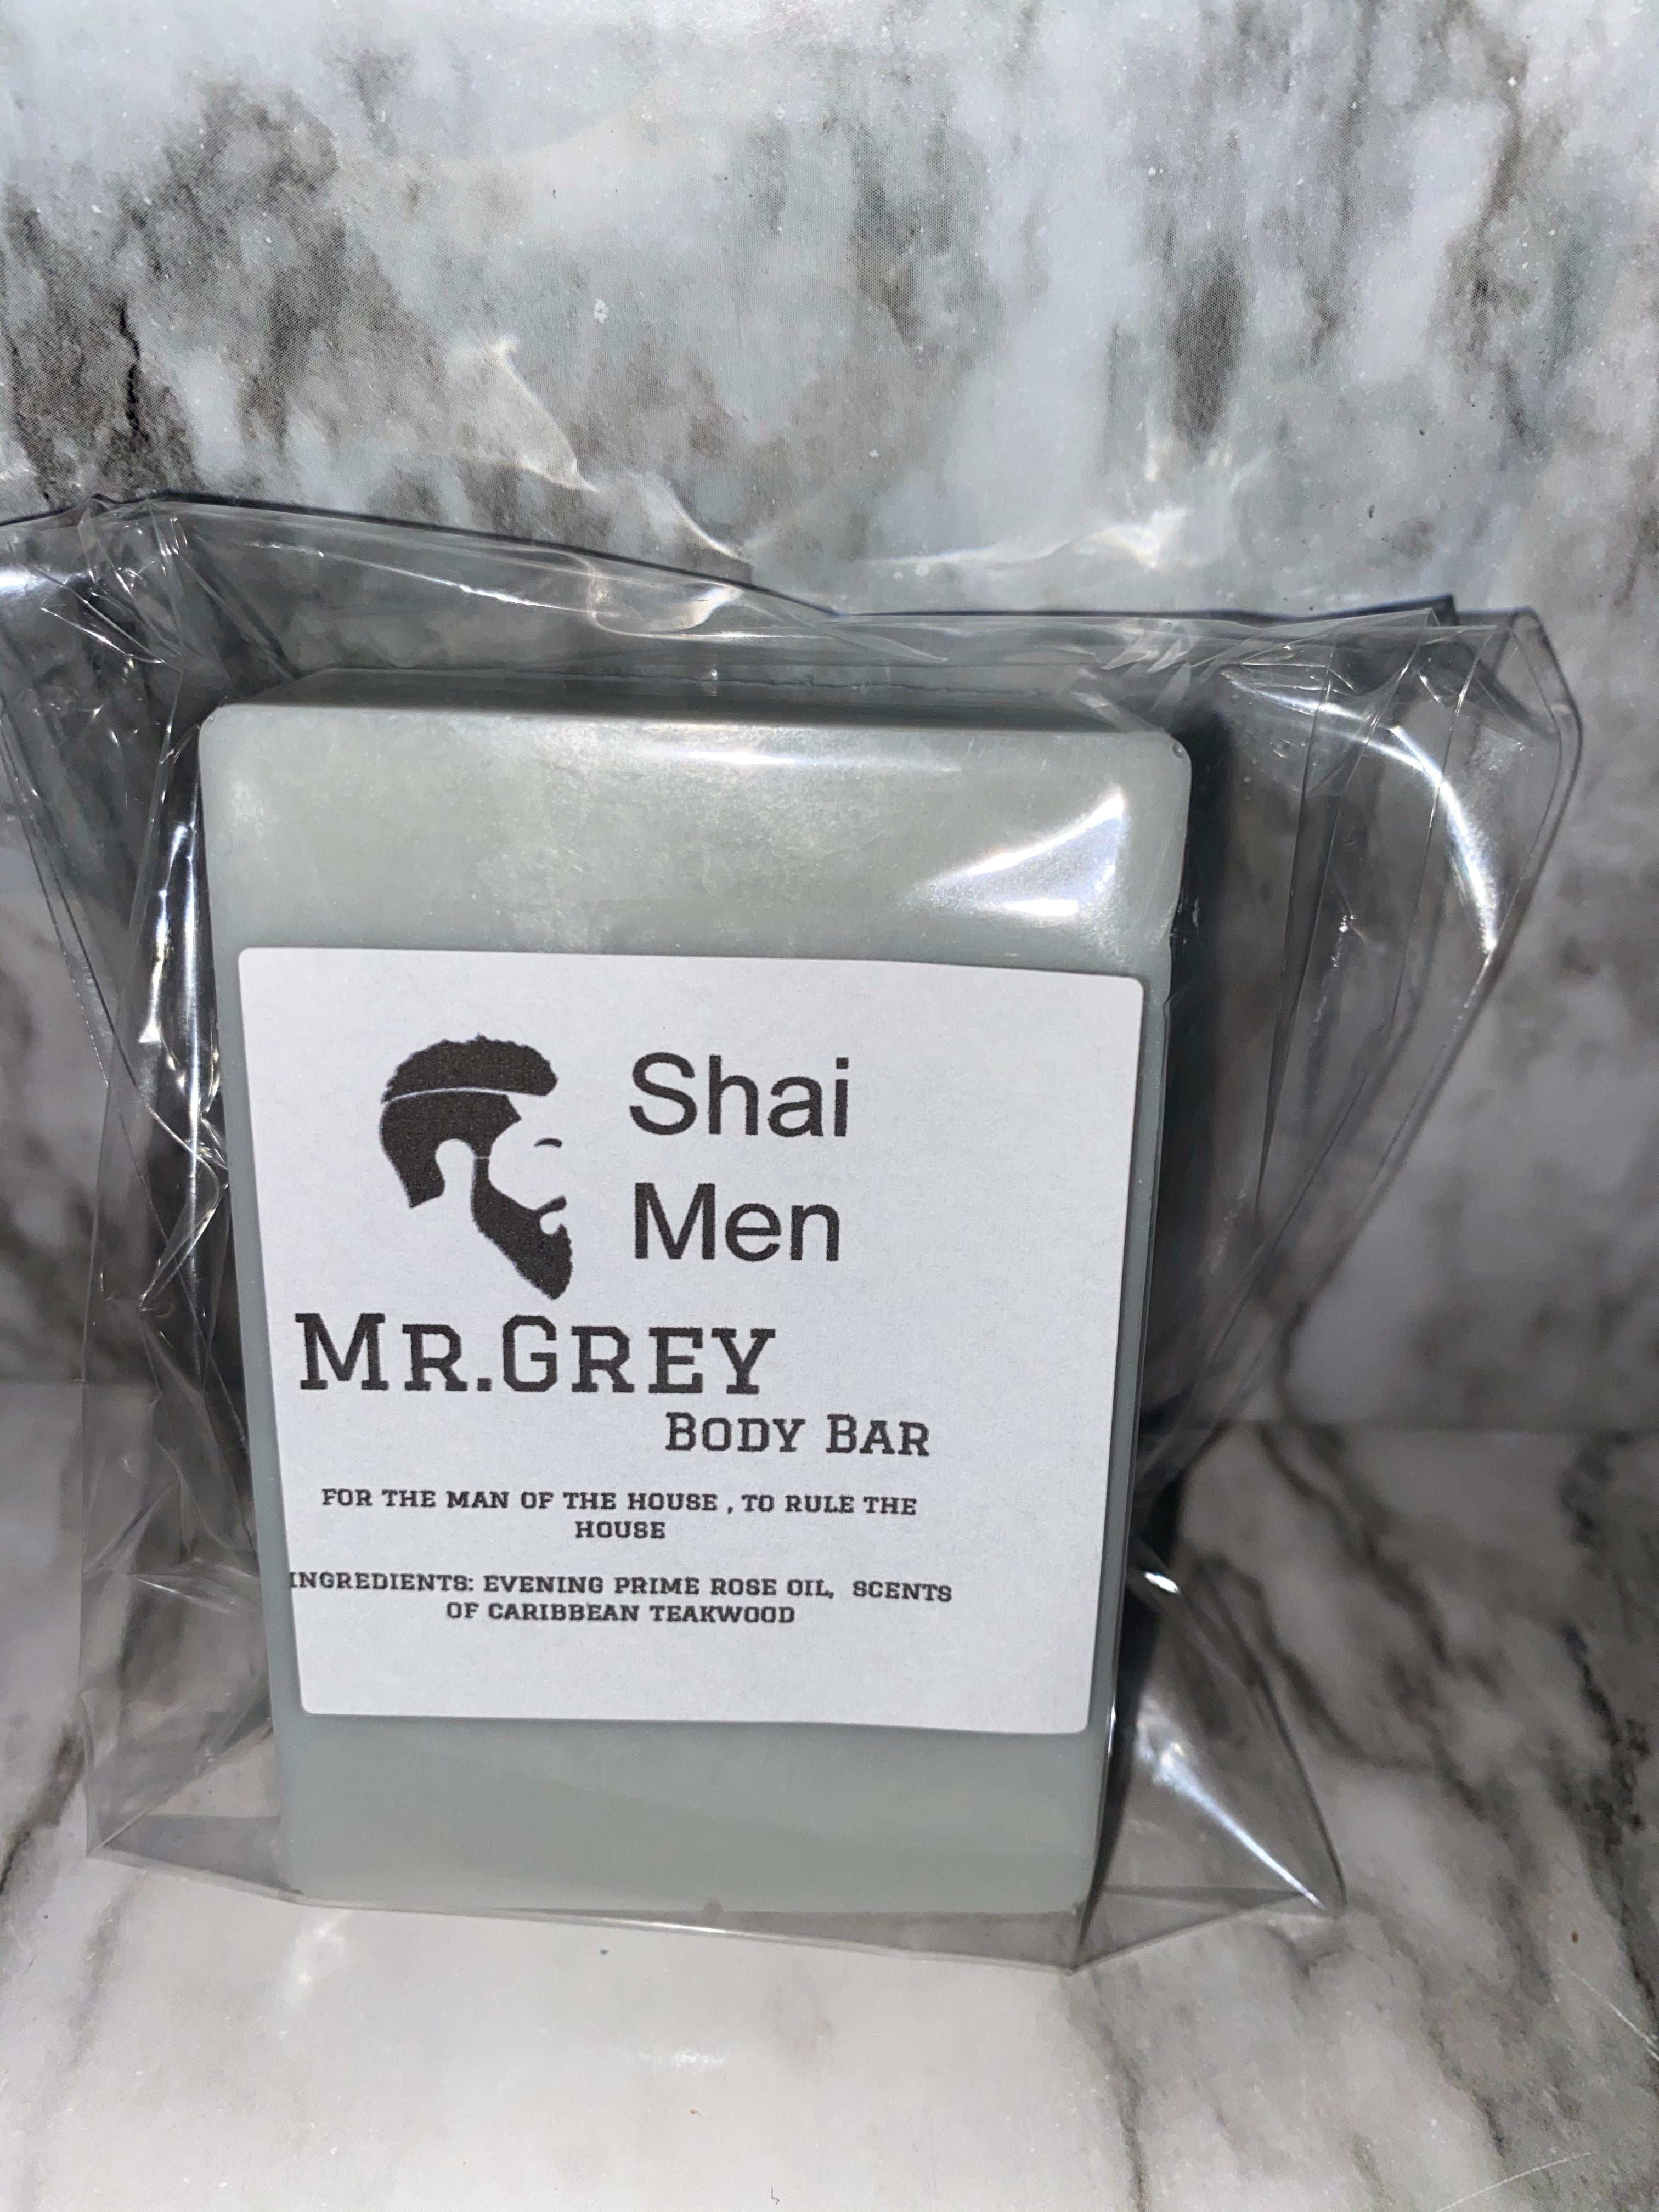 Shai
Men
MR.GREY
BODY BAR
FOR THE MAN OF THE HOUSE , TO RULE THE
HOUSE
INGREDIENTS: EVENING PRIME ROSE OIL, SCENTS
OF CARIBBEAN TEAKWOOD